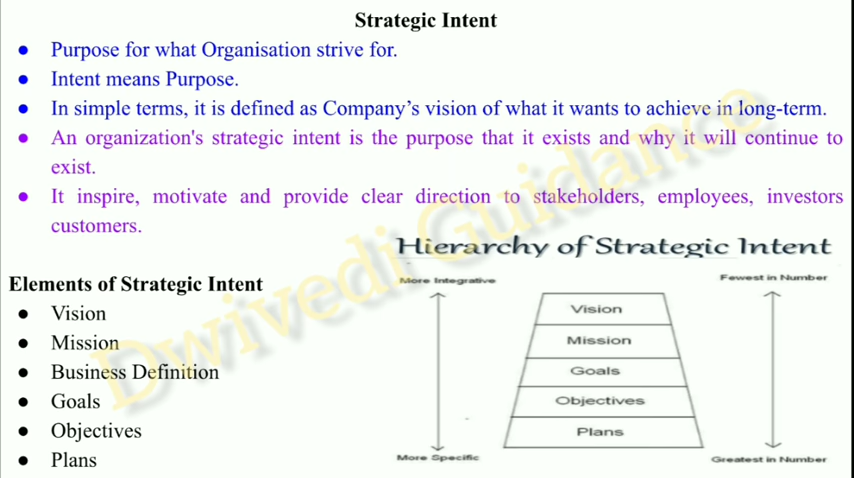 Strategic Intent
● Purpose for what Organisation strive for.
● Intent means Purpose.
● In simple terms, it is defined as Company's vision of what it wants to achieve in long-term.
● An organization's strategic intent is the purpose that it exists and why it will continue to
exist.
● It inspire, motivate and provide clear direction to stakeholders, employees, investors
customers.
Elements of Strategic Intent
● Vision
● Mission
● Business Definition
● Goals
● Objectives
● Plans
Hierarchy of Strategic Intent
More Integrative
Fewest in Number
Vision
Mission
Goals
Objectives
Plans
More Specific
Greatest in Number
Dwivedi Guidance